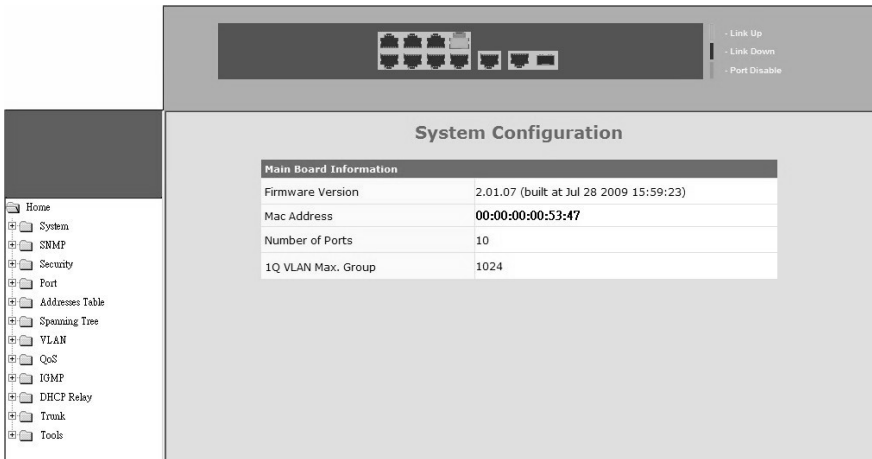 - Link Up
- Link Down
- Port Disable
System Configuration
Main Board Information
Firmware Version 2.01.07 (built at Jul 28 2009 15:59:23)
Mac Address 00:00:00:00:53:47
Number of Ports 10
1Q VLAN Max. Group 1024
Home
System
SNMP
Security
Port
Addresses Table
Spanning Tree
VLAN
QoS
IGMP
DHCP Relay
Trunk
Tools